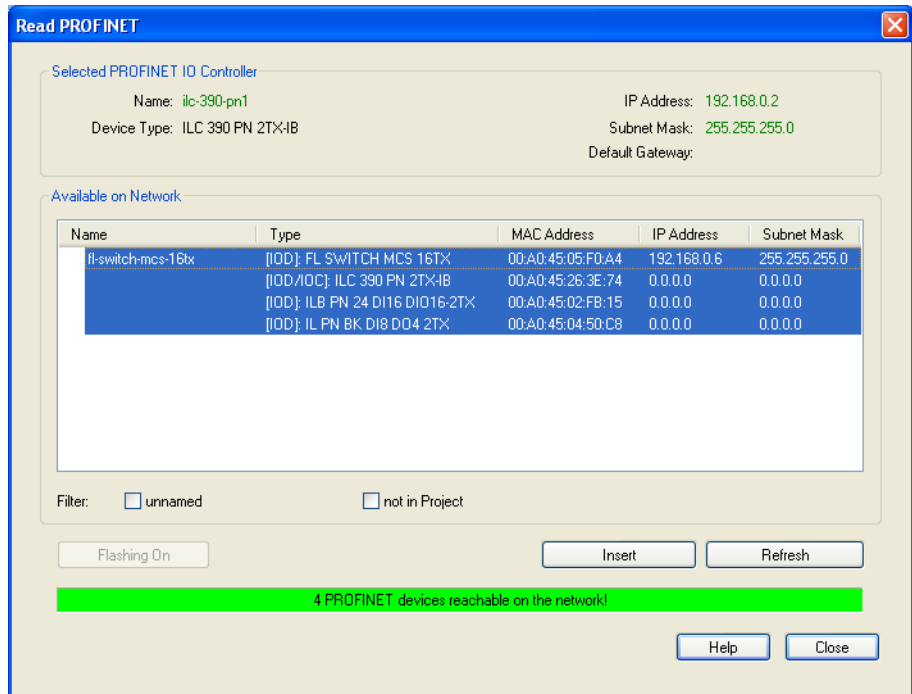 Read PROFINET
Selected PROFINET IO Controller
Name: ilc-390-pn1 IP Address: 192.168.0.2
Device Type: ILC 390 PN 2TX-IB Subnet Mask: 255.255.255.0
Default Gateway:
Available on Network
Name Type MAC Address IP Address Subnet Mask
fl-switch-mcs-16tx [IOD]: FL SWITCH MCS 16TX 00:A0:45:05:F0:A4 192.168.0.6 255.255.255.0
[IOD/IOC]: ILC 390 PN 2TX-IB 00:A0:45:26:3E:74 0.0.0.0 0.0.0.0
[IOD]: ILB PN 24 DI16 DIO16-2TX 00:A0:45:02:FB:15 0.0.0.0 0.0.0.0
[IOD]: IL PN BK DI8 DO4 2TX 00:A0:45:04:50:C8 0.0.0.0 0.0.0.0
Filter: unnamed not in Project
Flashing On Insert Refresh
4 PROFINET devices reachable on the network!
Help Close